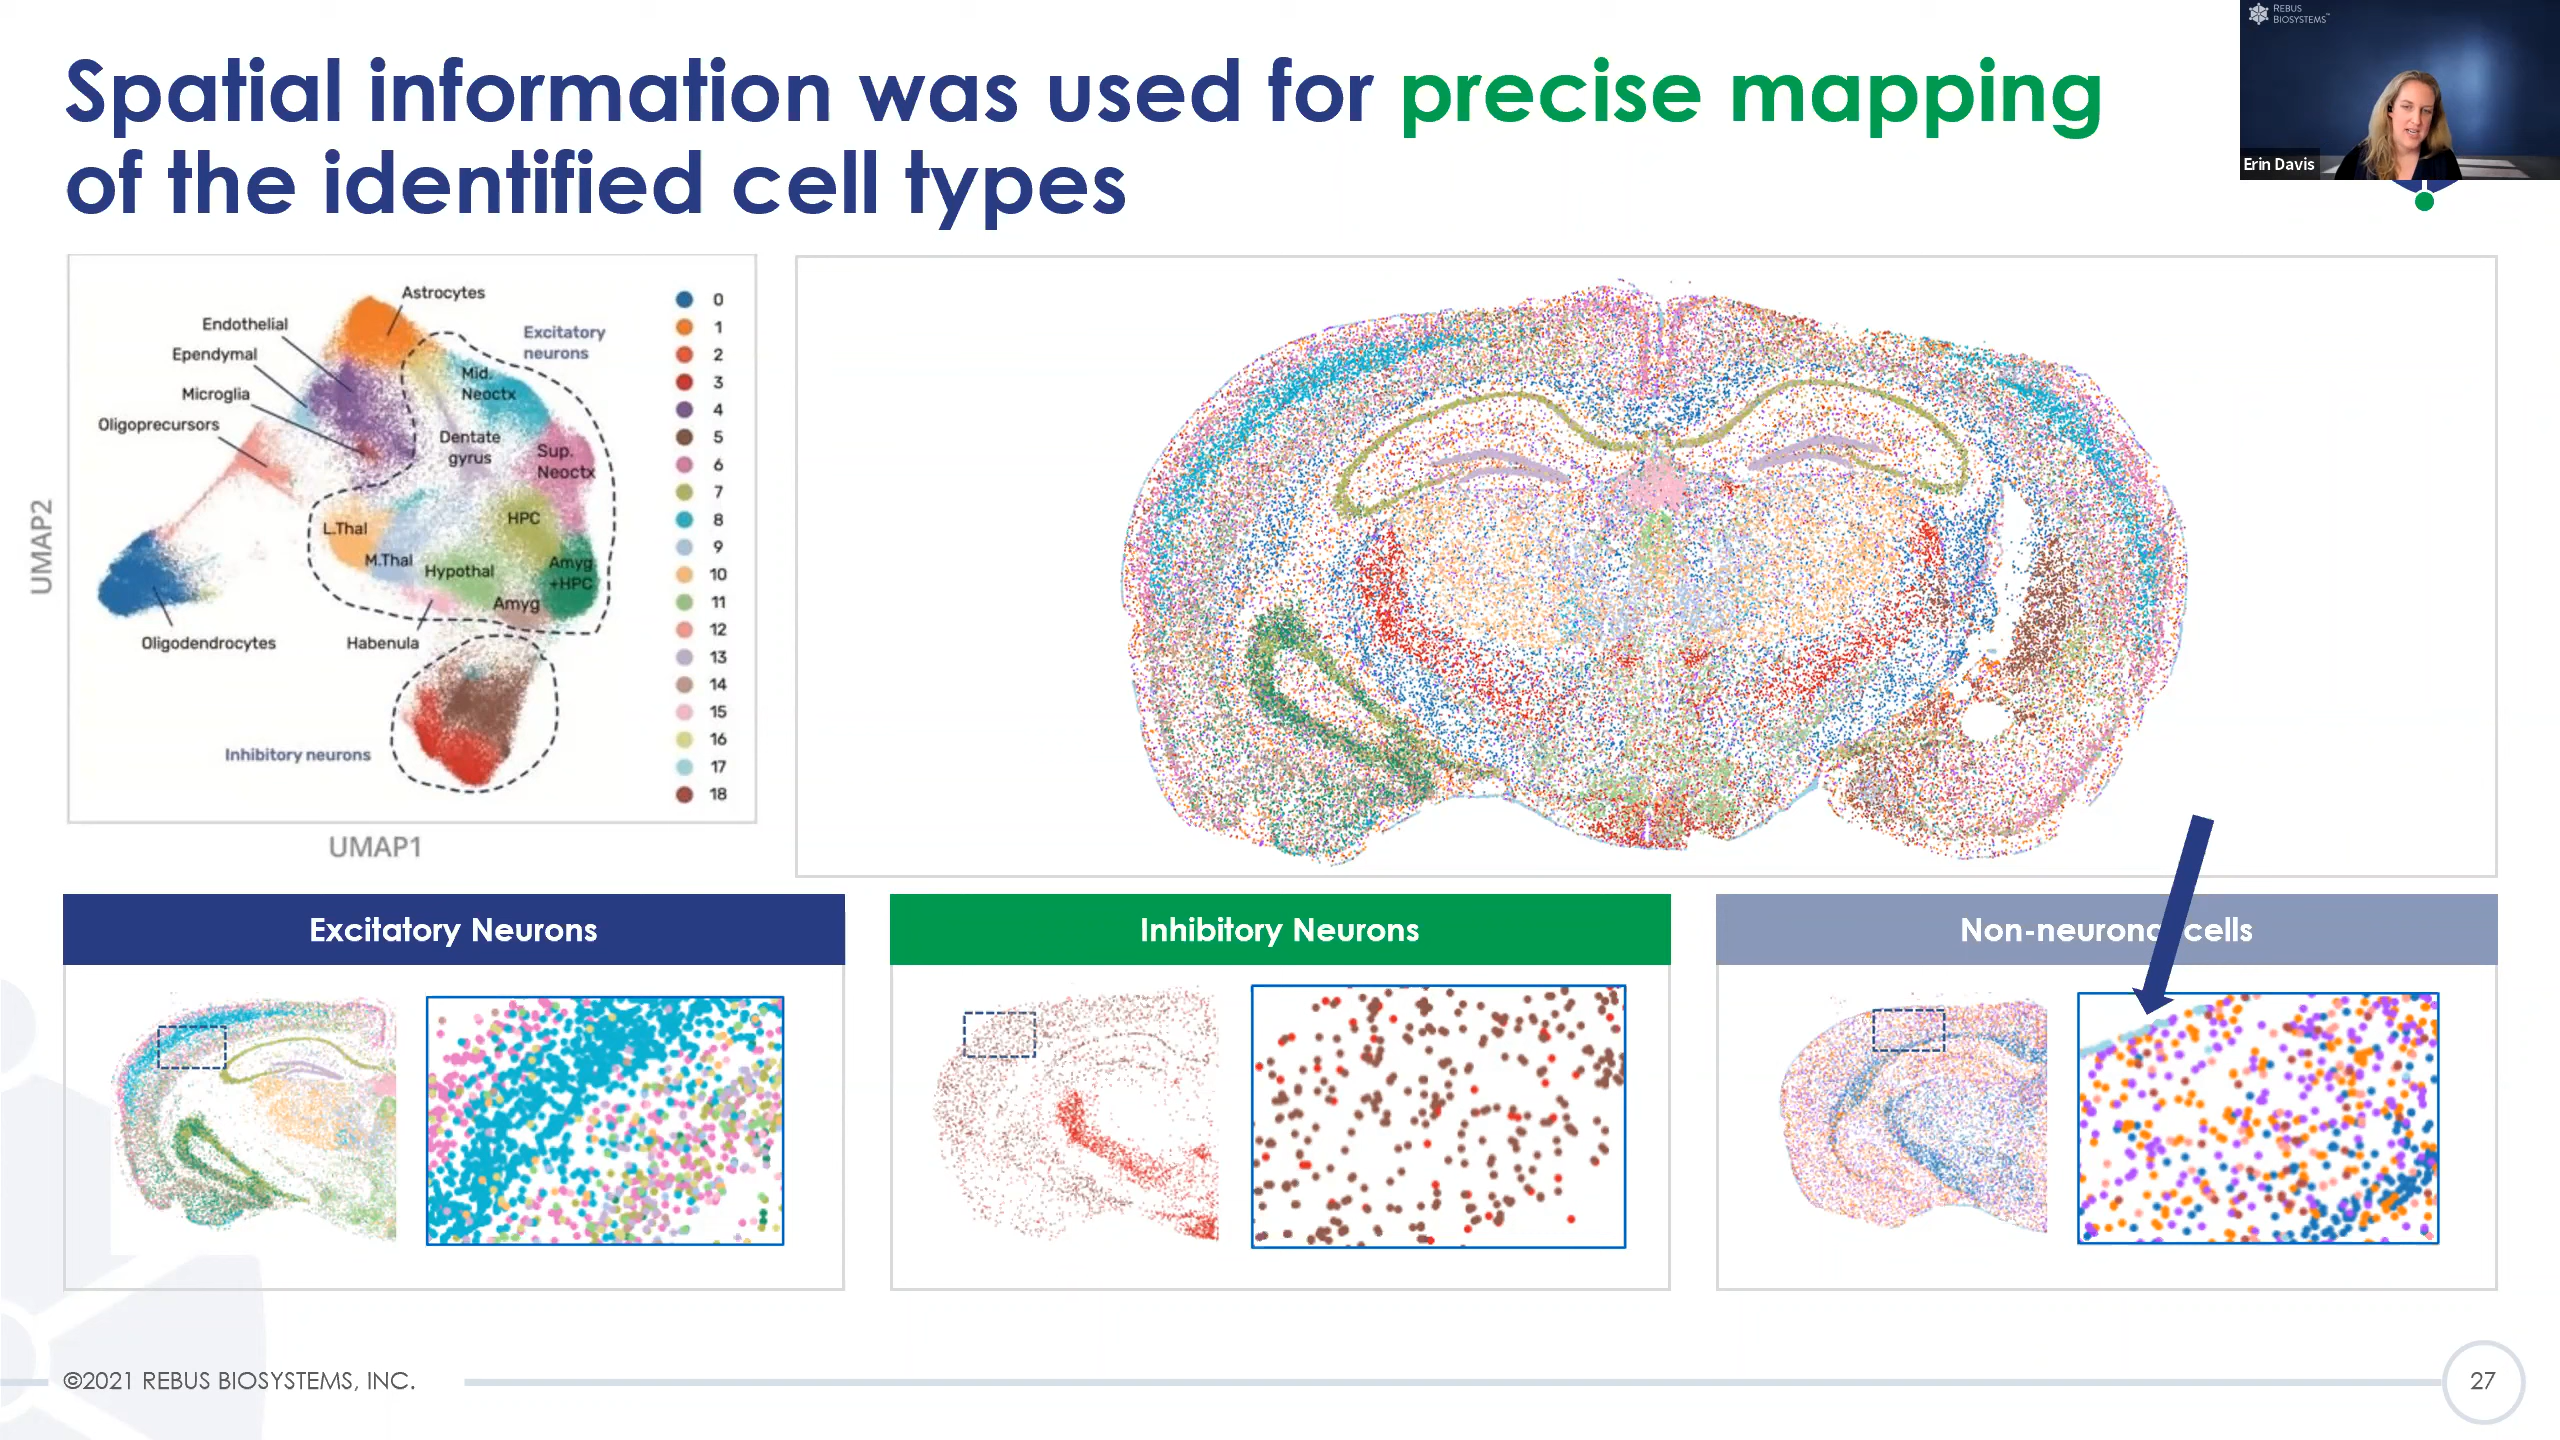 Spatial information was used for precise mapping
of the identified cell types
REBUS
BIOSYSTEMS™
Erin Davis
UMAP2
Astrocytes
Endothelial
Ependymal
Microglia
Oligoprecursors
Excitatory
neurons
Mid.
Neoctx
Dentate
gyrus
Sup.
Neoctx
L.Thal
HPC
M.Thal
Hypothal
Amyg
+HPC
Amyg
Oligodendrocytes
Habenula
Inhibitory neurons
0
1
2
3
4
5
6
7
8
9
10
11
12
13
14
15
16
17
18
UMAP1
Excitatory Neurons
Inhibitory Neurons
Non-neurona cells
©2021 REBUS BIOSYSTEMS, INC.
27